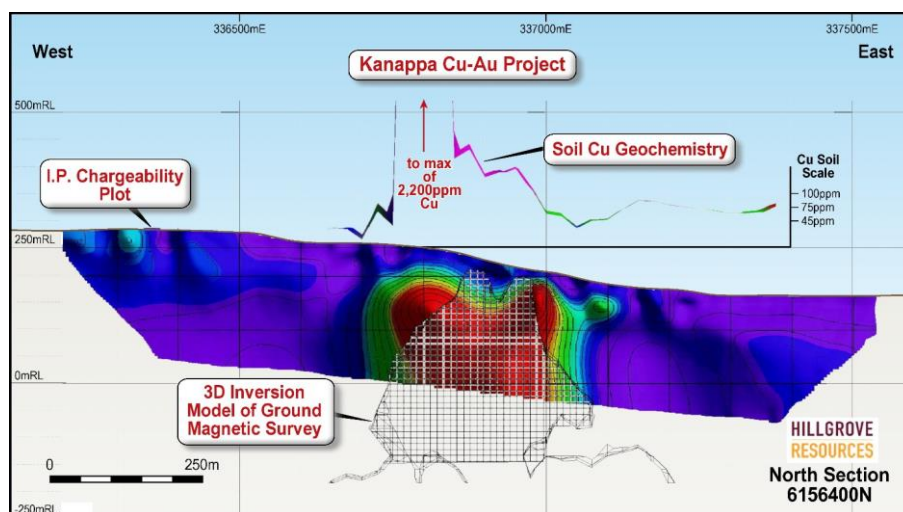 336500mE
337000mE
337500mE
West
East
Kanappa Cu-Au Project
500mRL
Soil Cu Geochemistry
I.P. Chargeability
Plot
to max
of
2,200ppm
Cu
Cu Soil
Scale
100ppm
75ppm
45ppm
250mRL
0mRL
3D Inversion
Model of Ground
Magnetic Survey
0
250m
HILLGROVE
RESOURCES
North Section
6156400N
-250mRL